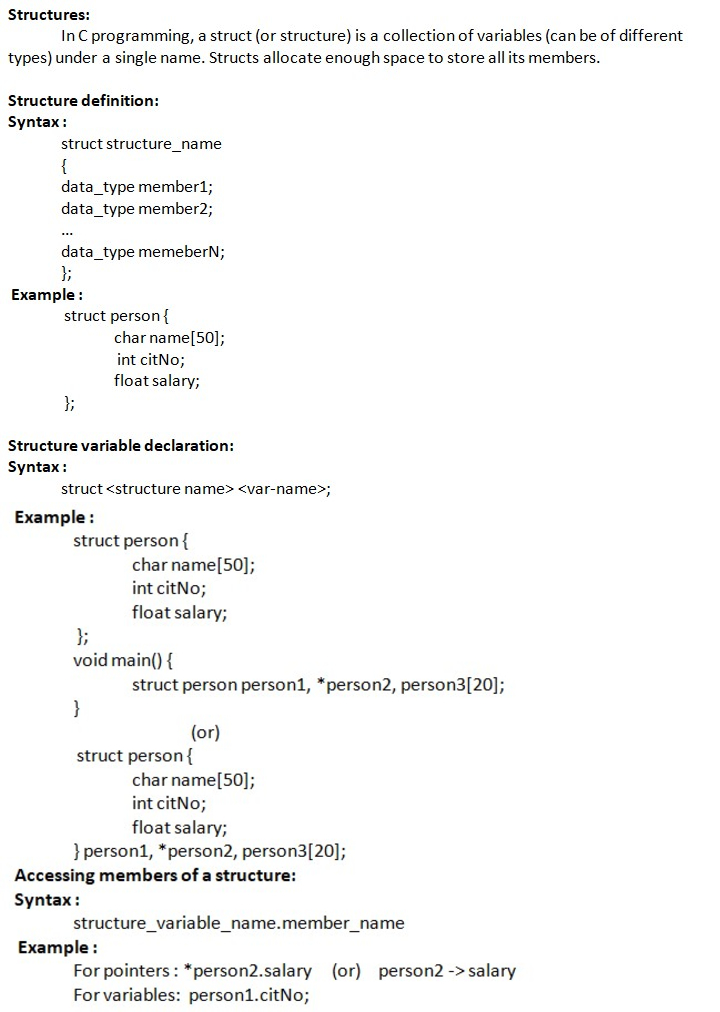 Structures:
In C programming, a struct (or structure) is a collection of variables (can be of different
types) under a single name. Structs allocate enough space to store all its members.
Structure definition:
Syntax :
struct structure_name
{
data_type member1;
data_type member2;
...
data_type memeberN;
};
Example :
struct person {
char name[50];
int citNo;
float salary;
};
Structure variable declaration:
Syntax :
struct <structure name> <var-name>;
Example :
struct person {
char name[50];
int citNo;
float salary;
};
void main() {
struct person person1, *person2, person3[20];
}
(or)
struct person {
char name[50];
int citNo;
float salary;
} person1, *person2, person3[20];
Accessing members of a structure:
Syntax :
structure_variable_name.member_name
Example :
For pointers : *person2.salary (or) person2 -> salary
For variables: person1.citNo;